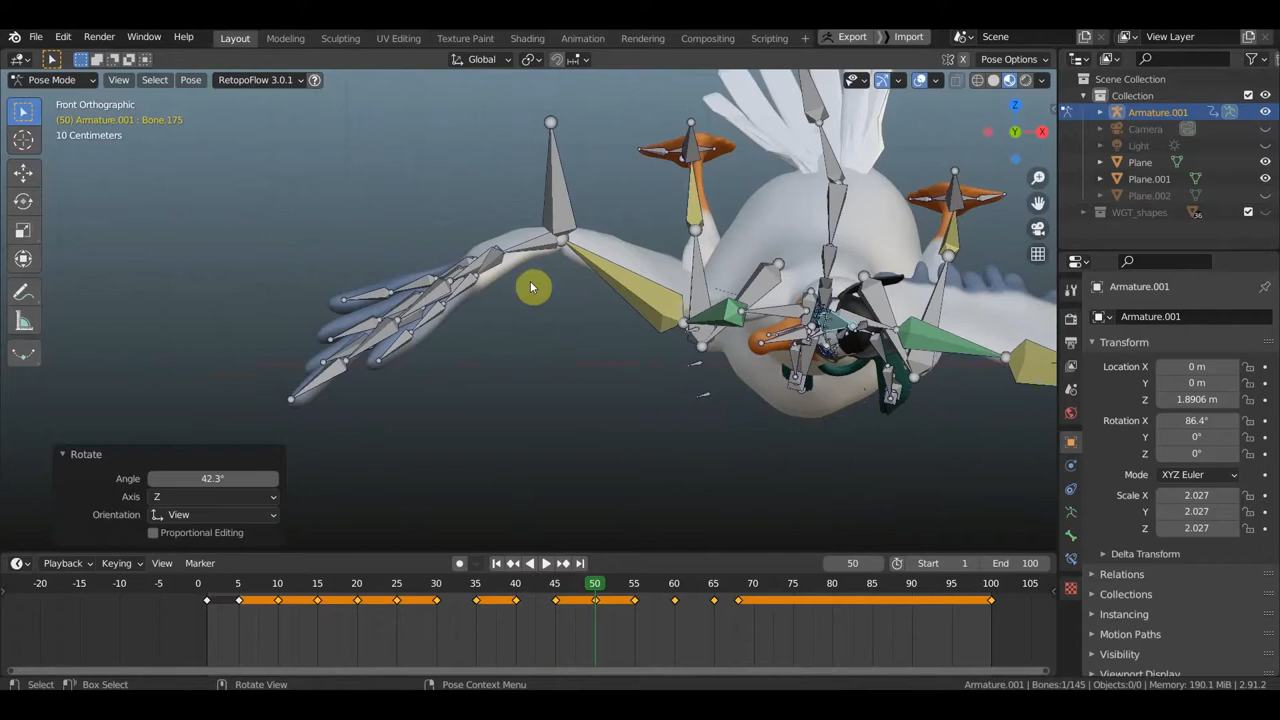 File Edit Render Window Help Layout Modeling Sculpting UV Editing Texture Paint Shading Animation Rendering Compositing Scripting + Export Import Scene View Layer
Pose Mode View Select Pose RetopoFlow 3.0.1 Global X Pose Options
Front Orthographic
(50) Armature.001 : Bone.175
10 Centimeters
Z
Y
X
Scene Collection
Collection
Armature.001
Camera
Light
Plane
Plane.001
Plane.002
WGT_shapes 36
Armature.001
Armature.001
Transform
Location X 0 m
Y 0 m
Z 1.8906 m
Rotation X 86.4°
Y 0°
Z 0°
Mode XYZ Euler
Scale X 2.027
Y 2.027
Z 2.027
Delta Transform
Relations
Collections
Instancing
Motion Paths
Visibility
Viewport Display
Rotate
Angle 42.3°
Axis Z
Orientation View
Proportional Editing
Playback Keying View Marker 50 Start 1 End 100
-20 -15 -10 -5 0 5 10 15 20 25 30 35 40 45 50 55 60 65 70 75 80 85 90 95 100 105
Select Box Select Rotate View Pose Context Menu Armature.001 | Bones:1/145 | Objects:0/0 | Memory: 190.1 MiB | 2.91.2